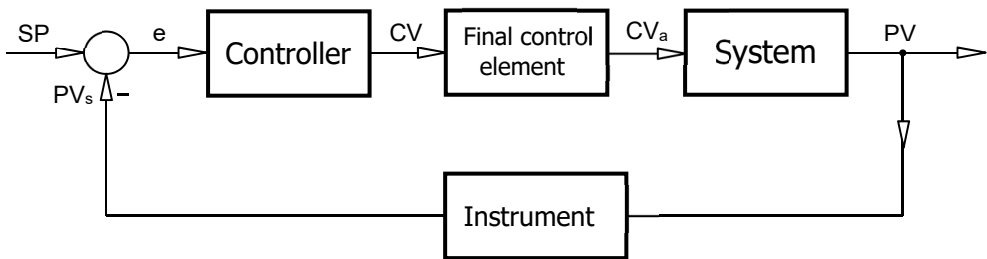 SP
e
Controller
CV
Final control
element
CVa
System
PV
PVs
–
Instrument